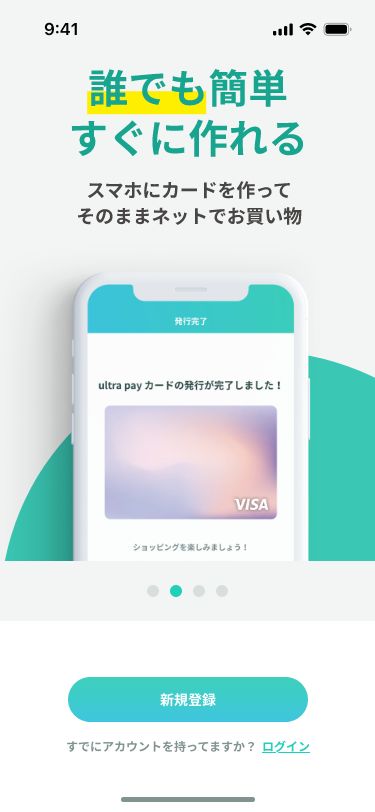 9:41
誰でも簡単
すぐに作れる
スマホにカードを作って
そのままネットでお買い物
発行完了
ultra pay カードの発行が完了しました！
VISA
ショッピングを楽しみましょう！
新規登録
すでにアカウントを持ってますか？ ログイン